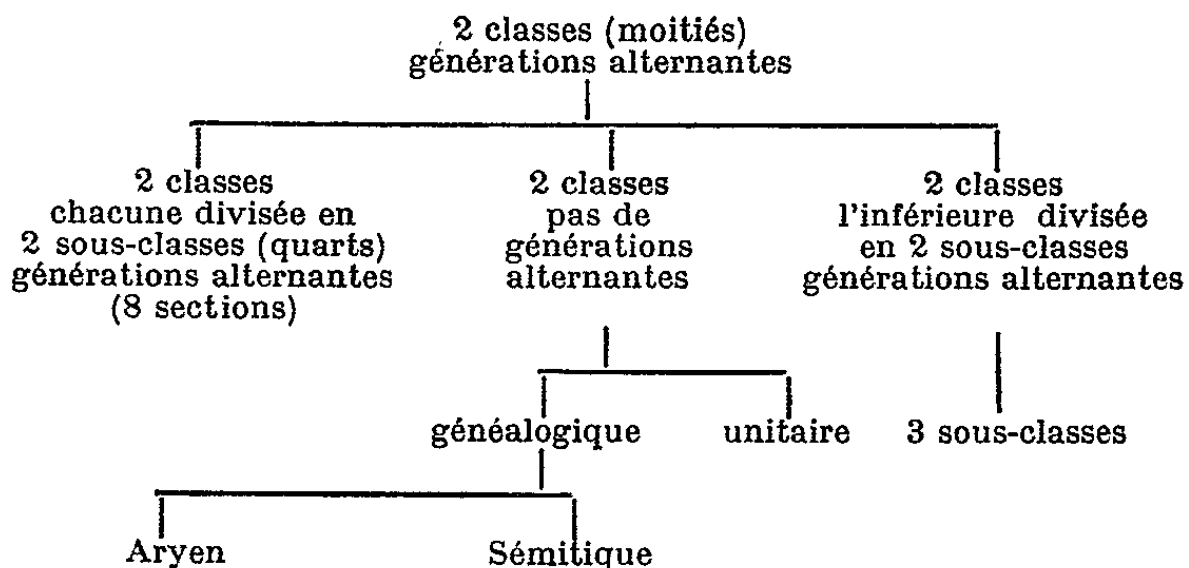 2 classes (moitiés)
générations alternantes
2 classes
chacune divisée en
2 sous-classes (quarts)
générations alternantes
(8 sections)
2 classes
pas de
générations
alternantes
2 classes
l'inférieure divisée
en 2 sous-classes
générations alternantes
généalogique
unitaire
3 sous-classes
Aryen
Sémitique